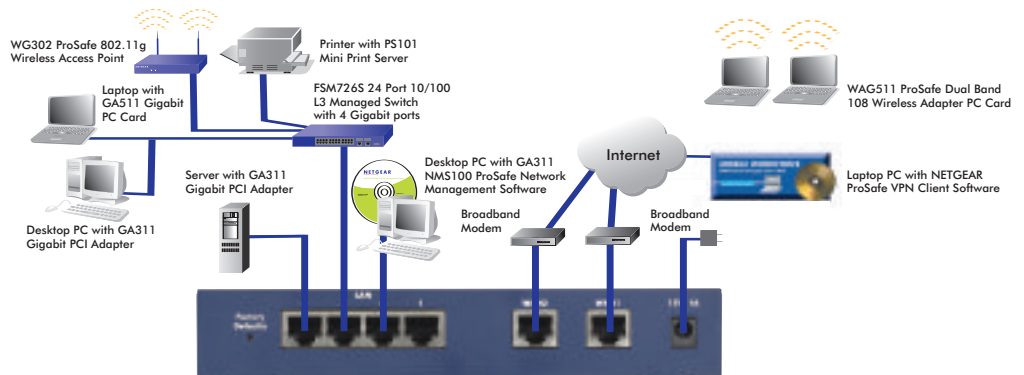 WG302 ProSafe 802.11g
Wireless Access Point
Printer with PS101
Mini Print Server
Laptop with
GA511 Gigabit
PC Card
FSM726S 24 Port 10/100
L3 Managed Switch
with 4 Gigabit ports
WAG511 ProSafe Dual Band
108 Wireless Adapter PC Card
Internet
NETGEAR
Desktop PC with GA311
NMS100 ProSafe Network
Management Software
Server with GA311
Gigabit PCI Adapter
Laptop PC with NETGEAR
ProSafe VPN Client Software
Desktop PC with GA311
Gigabit PCI Adapter
Broadband
Modem
Broadband
Modem
LAN
Factory
Defaults